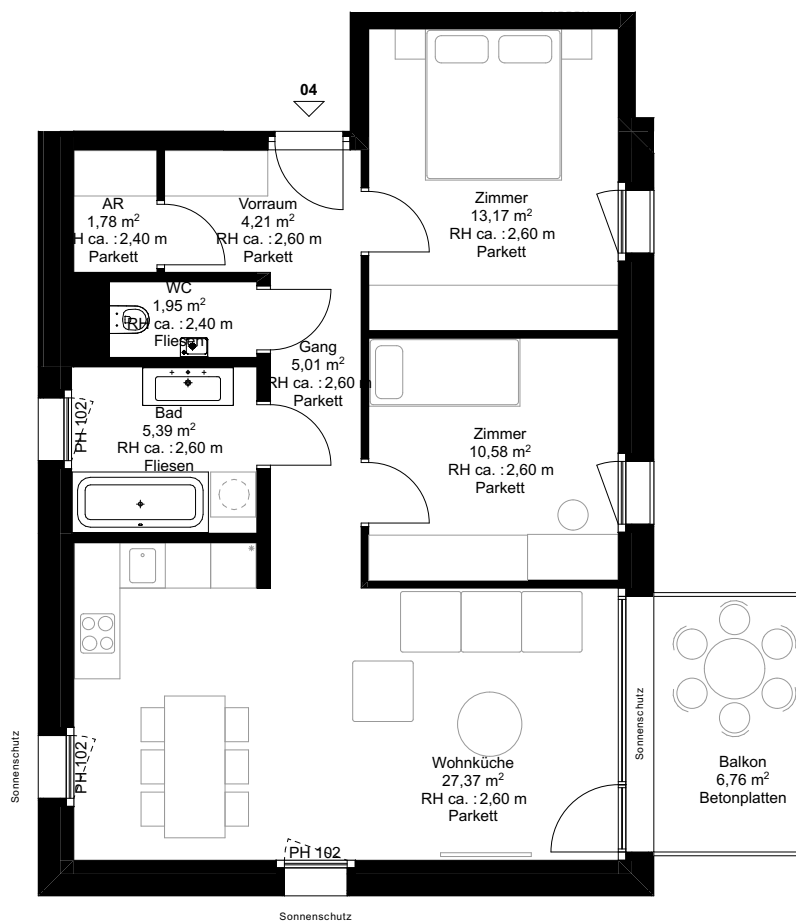 04
AR
1,78 m²
RH ca. :2,40 m
Parkett
Vorraum
4,21 m²
RH ca. :2,60 m
Parkett
Zimmer
13,17 m²
RH ca. :2,60 m
Parkett
WC
1,95 m²
RH ca. :2,40 m
Fliesen
Gang
5,01 m²
RH ca. :2,60 m
Parkett
PH 102
Bad
5,39 m²
RH ca. :2,60 m
Fliesen
Zimmer
10,58 m²
RH ca. :2,60 m
Parkett
Sonnenschutz
PH 102
Wohnküche
27,37 m²
RH ca. :2,60 m
Parkett
Sonnenschutz
Balkon
6,76 m²
Betonplatten
PH 102
Sonnenschutz